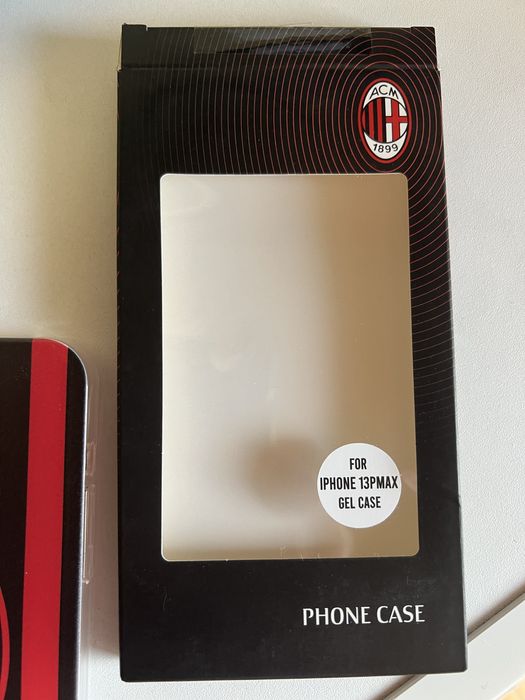 ACM
1899
FOR
IPHONE 13PMAX
GEL CASE
PHONE CASE